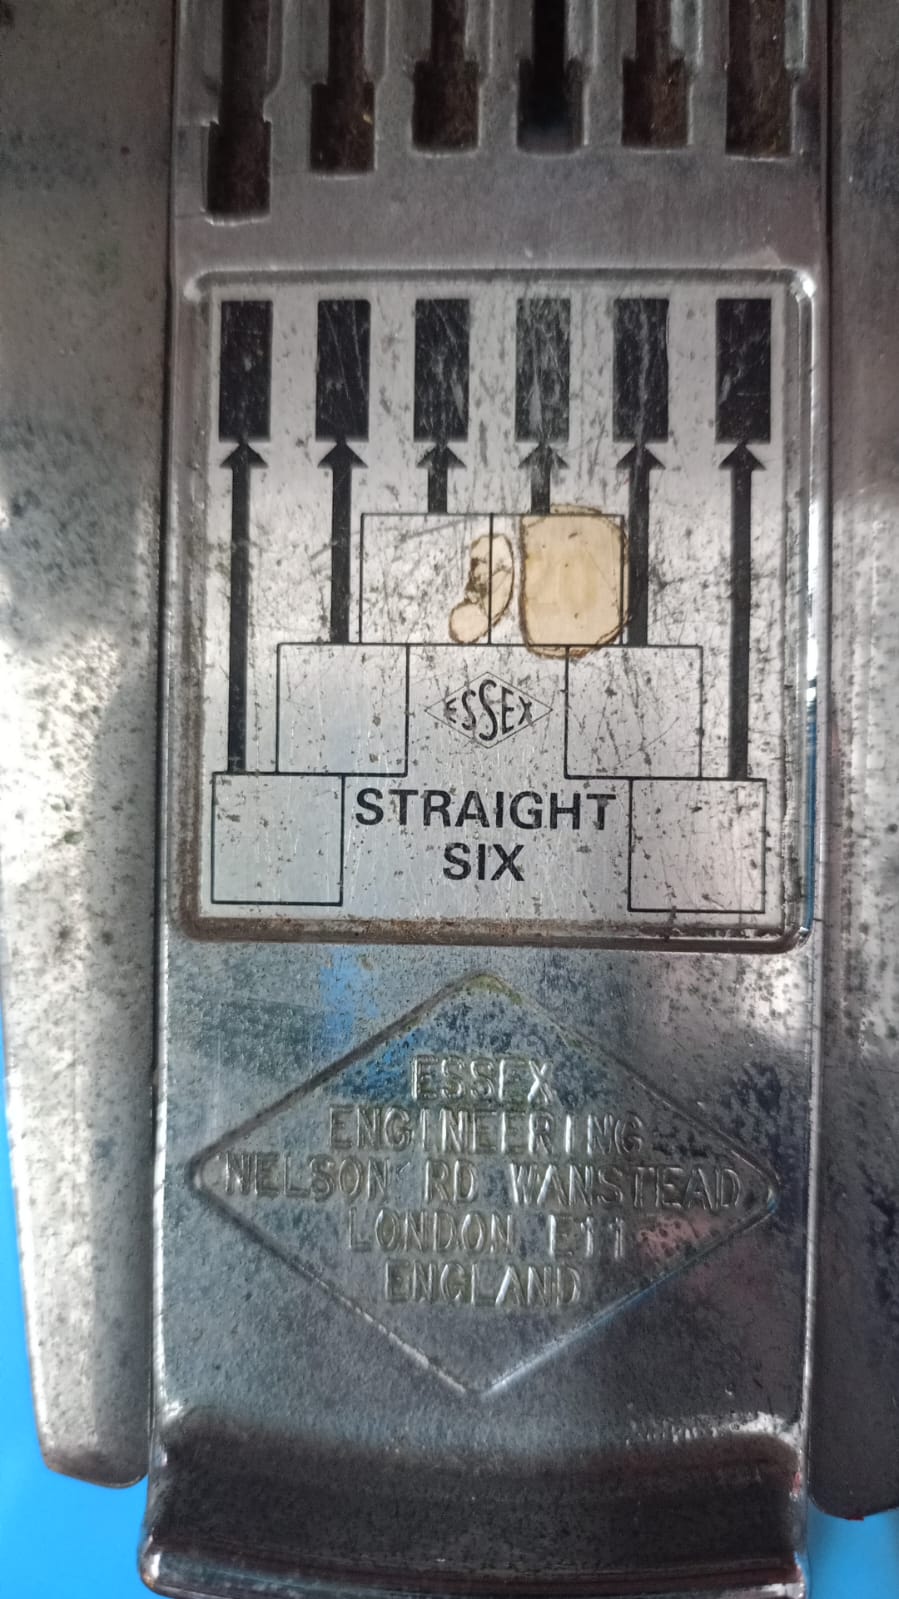 ESSEX
STRAIGHT
SIX
ESSEX
ENGINEERING
NELSON RD WANSTEAD
LONDON E11
ENGLAND